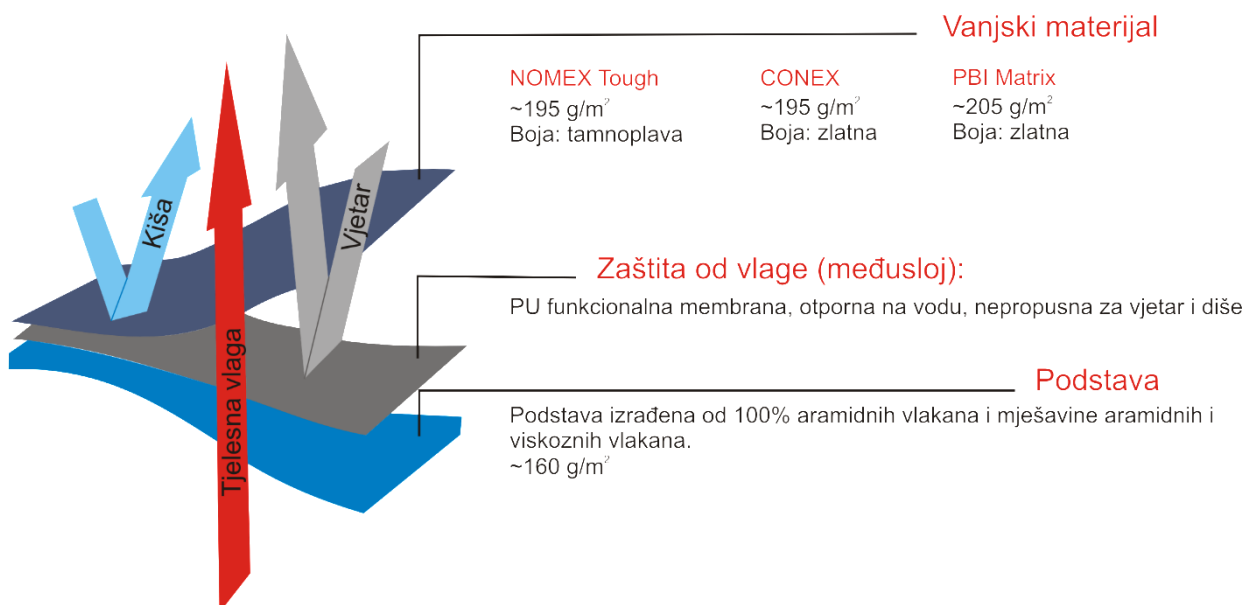 Vanjski materijal
NOMEX Tough
~195 g/m²
Boja: tamnoplava
CONEX
~195 g/m²
Boja: zlatna
PBI Matrix
~205 g/m²
Boja: zlatna
Kiša
Vjetar
Tjelesna vlaga
Zaštita od vlage (međusloj):
PU funkcionalna membrana, otporna na vodu, nepropusna za vjetar i diše
Podstava
Podstava izrađena od 100% aramidnih vlakana i mješavine aramidnih i
viskoznih vlakana.
~160 g/m²